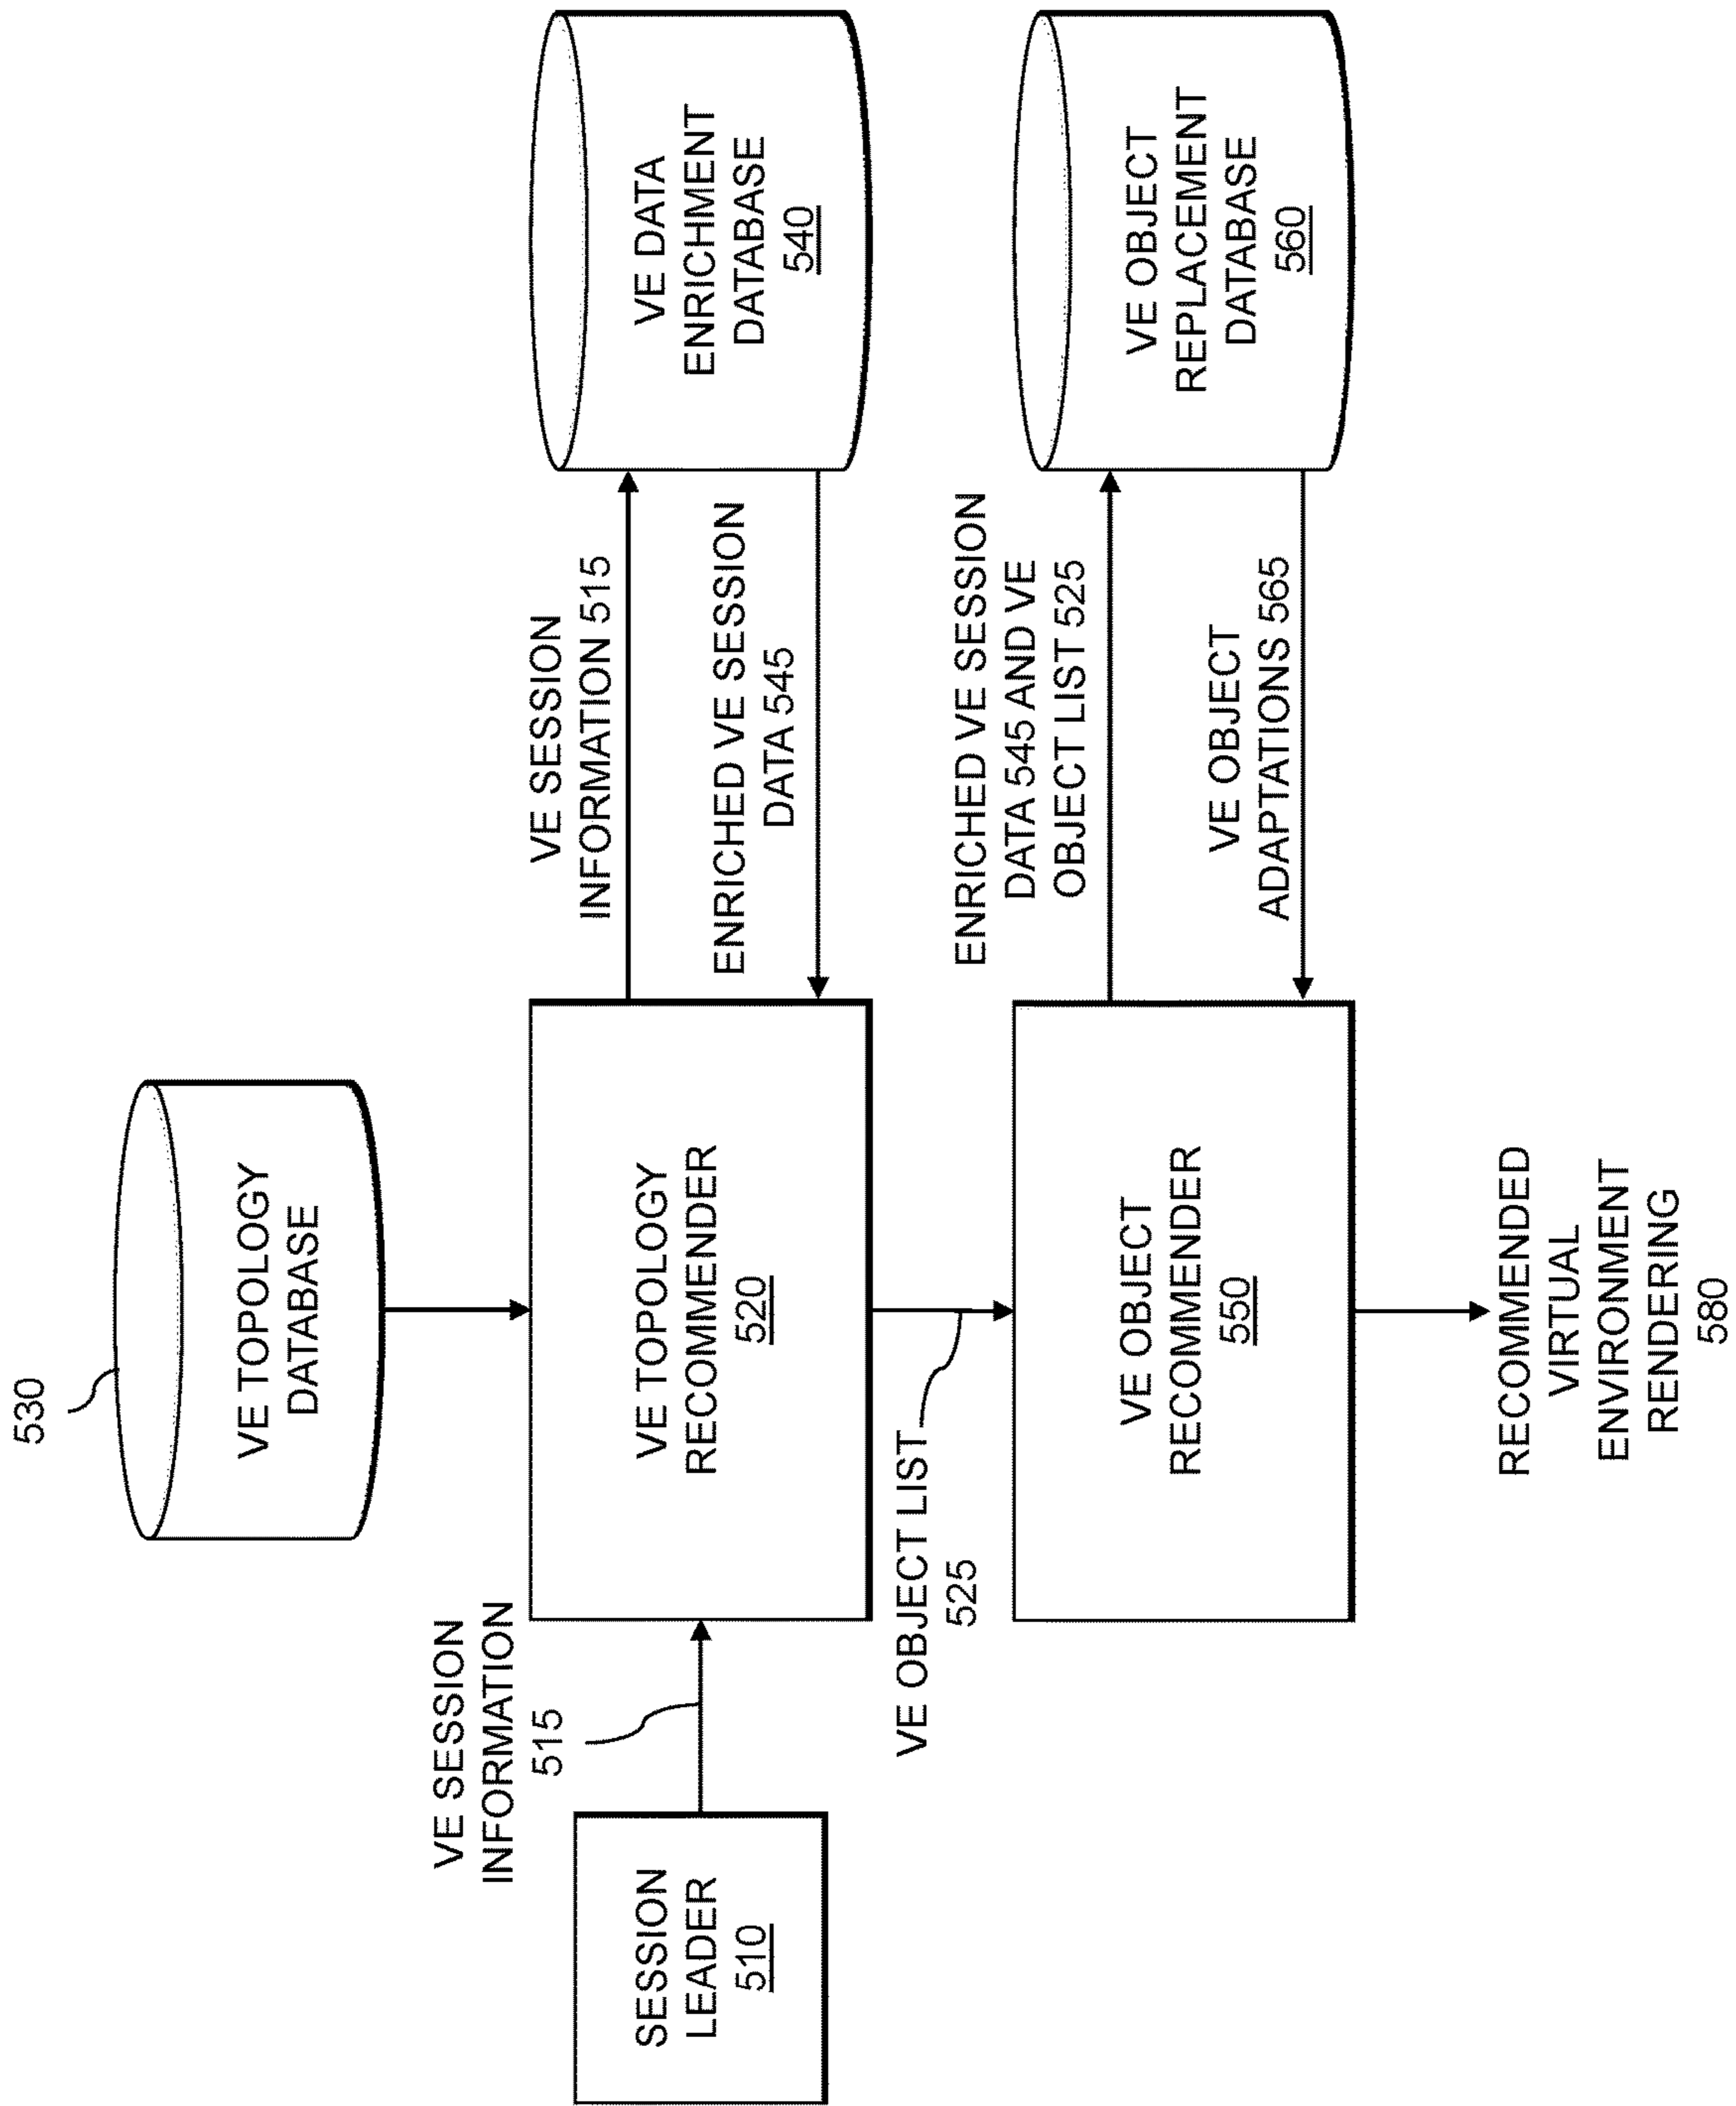 530
VE TOPOLOGY
DATABASE
VE SESSION
INFORMATION
515
SESSION
LEADER
510
VE TOPOLOGY
RECOMMENDER
520
VE SESSION
INFORMATION 515
ENRICHED VE SESSION
DATA 545
VE DATA
ENRICHMENT
DATABASE
540
VE OBJECT LIST
525
VE OBJECT
RECOMMENDER
550
ENRICHED VE SESSION
DATA 545 AND VE
OBJECT LIST 525
VE OBJECT
ADAPTATIONS 565
VE OBJECT
REPLACEMENT
DATABASE
560
RECOMMENDED
VIRTUAL
ENVIRONMENT
RENDERING
580